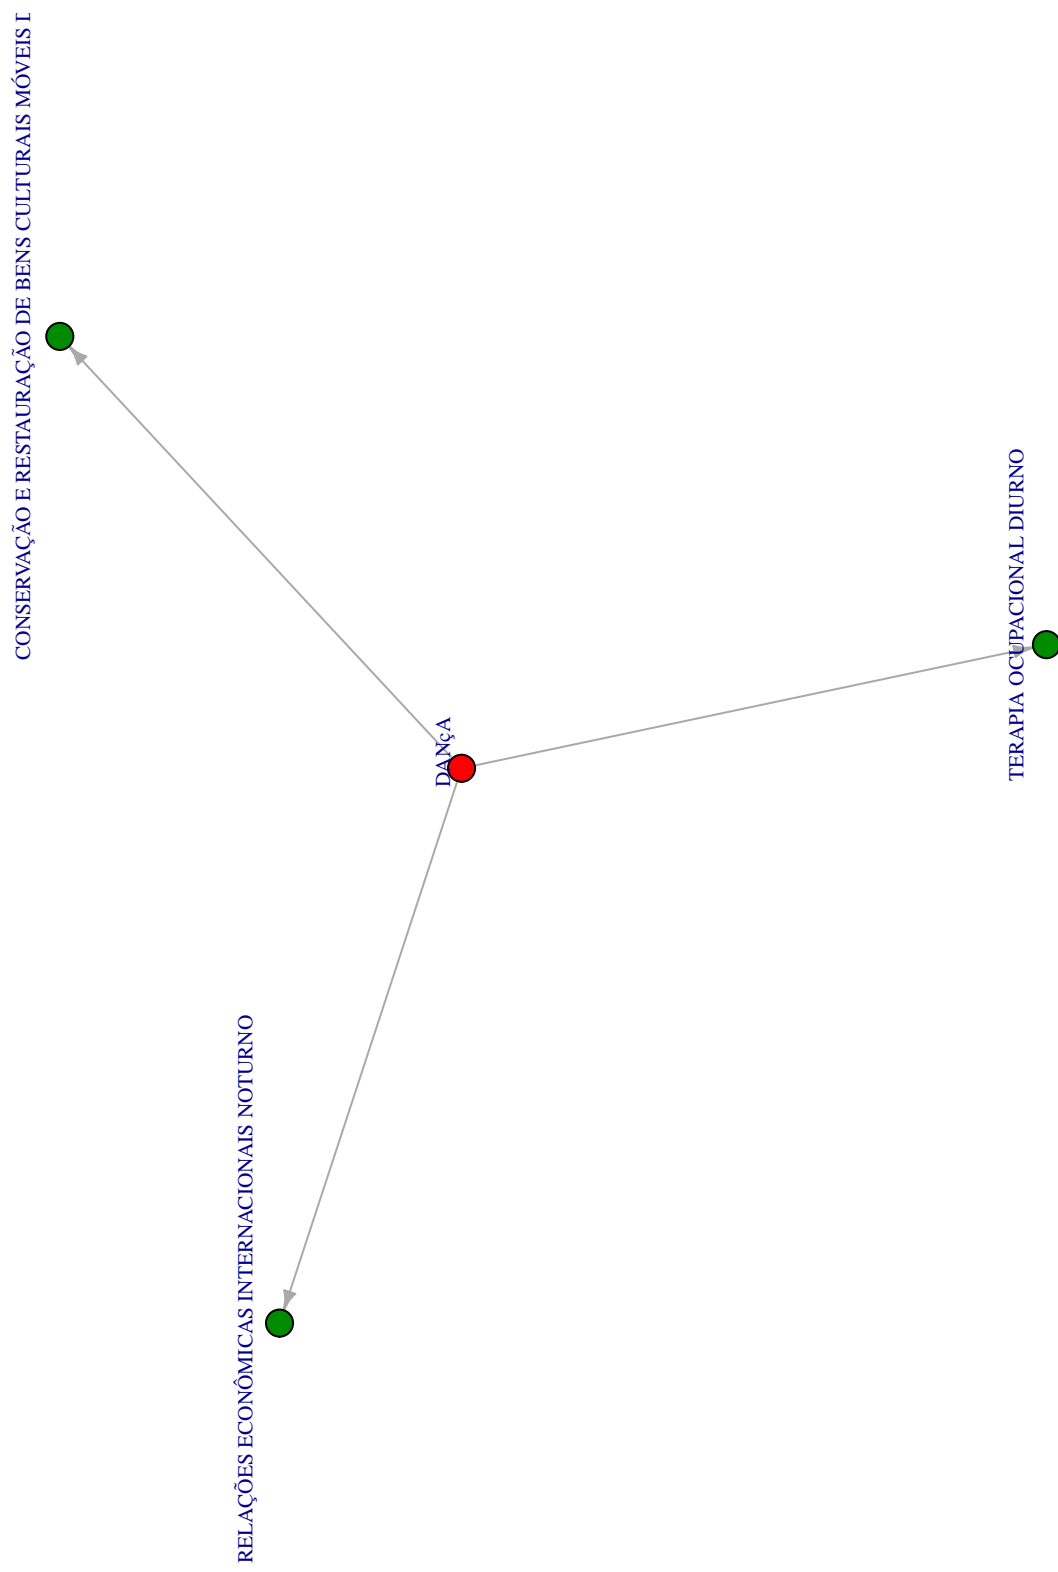 CONSERVAÇÃO E RESTAURAÇÃO DE BENS CULTURAIS MÓVEIS
TERAPIA OCUPACIONAL DIURNO
DANçA
RELAÇÕES ECONÔMICAS INTERNACIONAIS NOTURNO